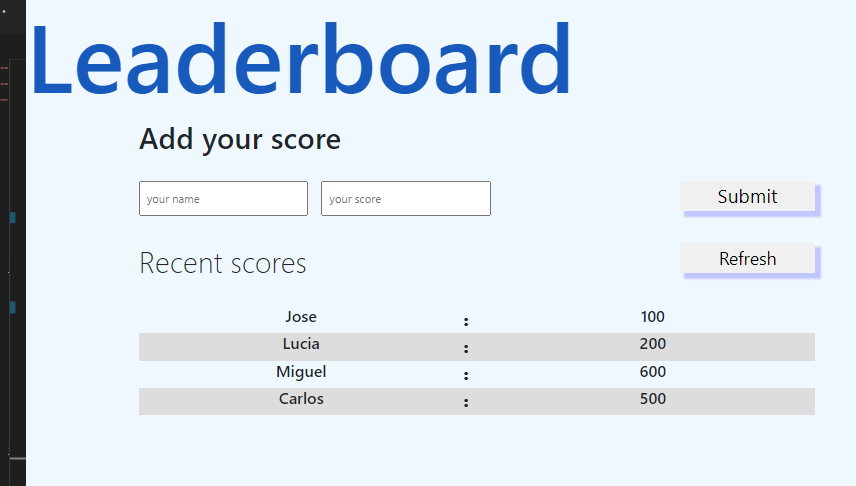 Leaderboard
Add your score
your name your score Submit
Recent scores Refresh
Jose : 100
Lucia : 200
Miguel : 600
Carlos : 500